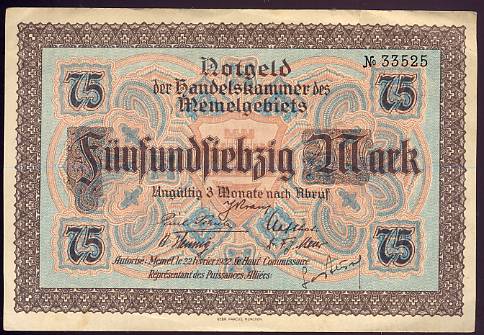 Notgeld
№ 33525
der Handelskammer des
Memelgebiets
75 75
Fünfundsiebzig Mark
Ungültig 3 Monate nach Abruf
75 75
Autorisé: Memel, le 22 février 1922 le Haut Commissaire
Représentant des Puissances Alliées: